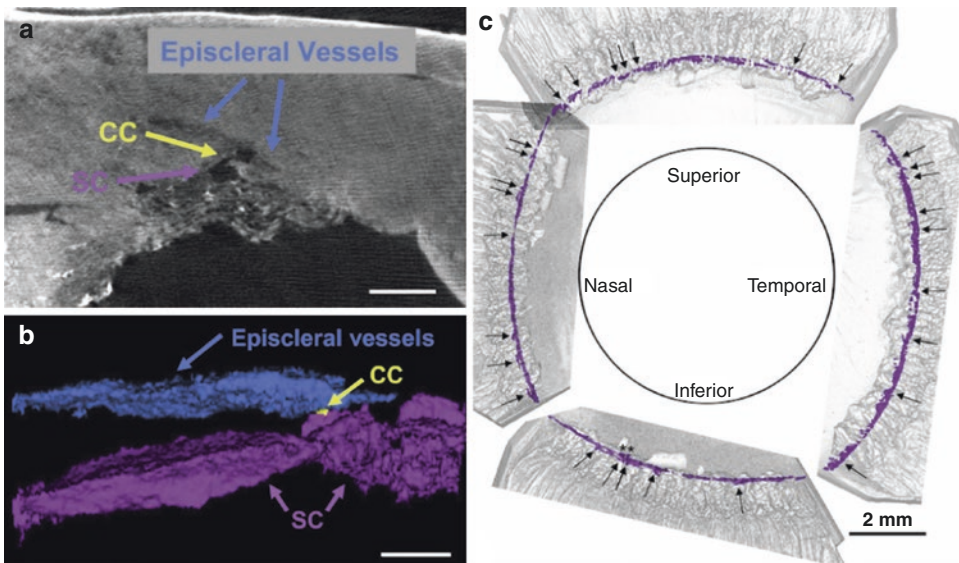 a
Episcleral Vessels
CC
SC
b
Episcleral vessels
CC
SC
c
Superior
Nasal
Temporal
Inferior
2 mm